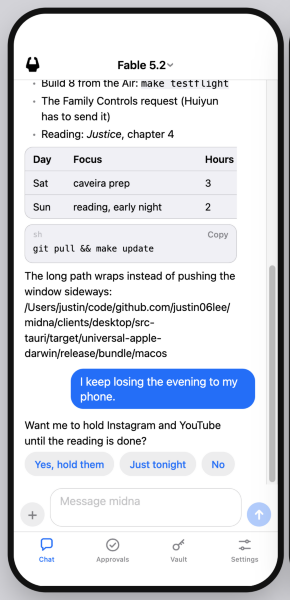 Fable 5.2
Build 8 from the Air: make testflight
The Family Controls request (Huiyun
has to send it)
Reading: Justice, chapter 4
Day Focus Hours
Sat caveira prep 3
Sun reading, early night 2
sh Copy
git pull && make update
The long path wraps instead of pushing the
window sideways:
/Users/justin/code/github.com/justin06lee/
midna/clients/desktop/src-
tauri/target/universal-apple-
darwin/release/bundle/macos
I keep losing the evening to my
phone.
Want me to hold Instagram and YouTube
until the reading is done?
Yes, hold them Just tonight No
Message midna
Chat Approvals Vault Settings